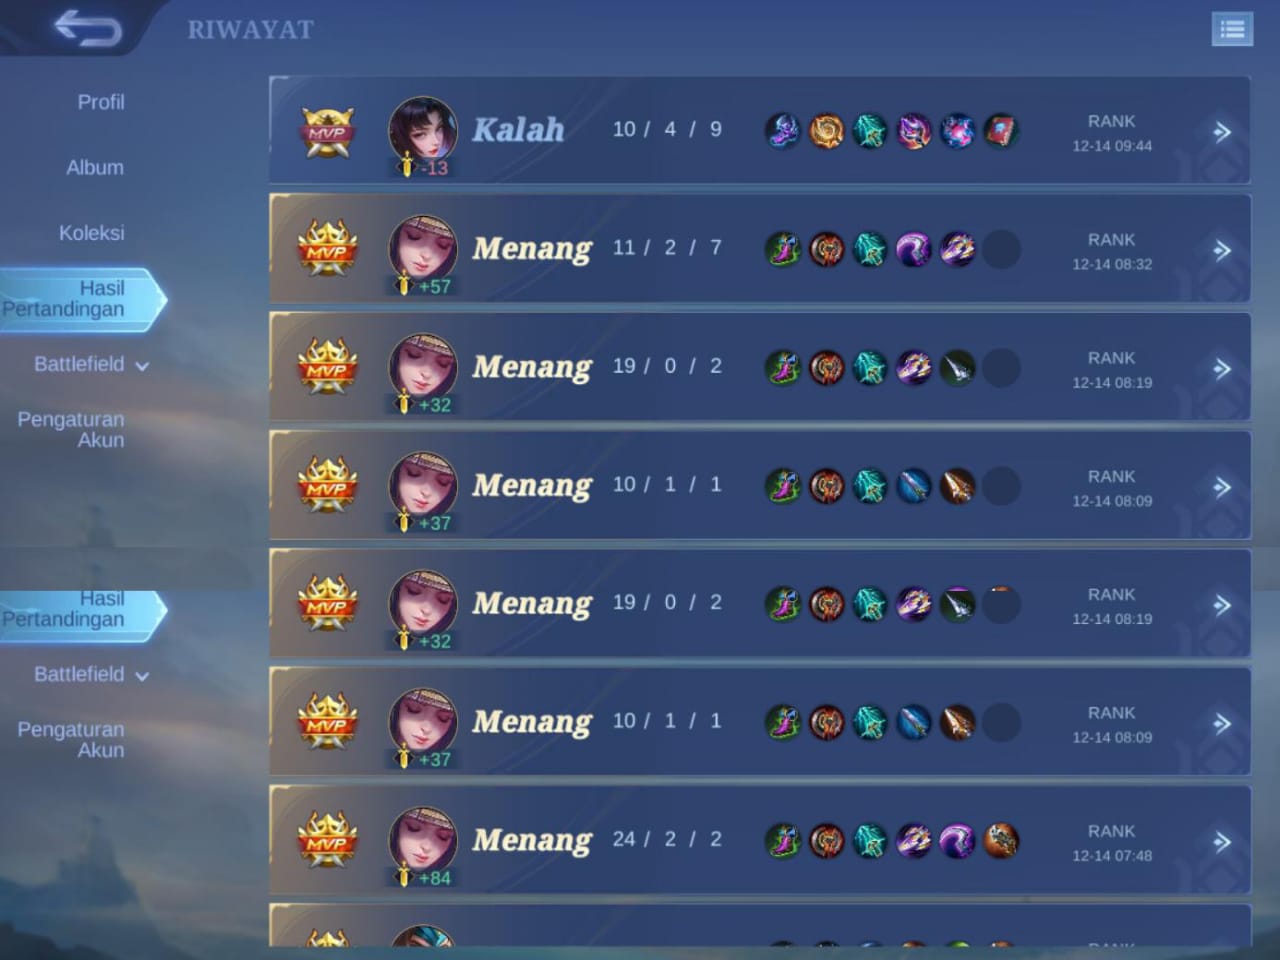 RIWAYAT
Profil
Album
Koleksi
Hasil
Pertandingan
Battlefield
Pengaturan
Akun
Hasil
Pertandingan
Battlefield
Pengaturan
Akun
MVP -13 Kalah 10 / 4 / 9 RANK 12-14 09:44
MVP +57 Menang 11 / 2 / 7 RANK 12-14 08:32
MVP +32 Menang 19 / 0 / 2 RANK 12-14 08:19
MVP +37 Menang 10 / 1 / 1 RANK 12-14 08:09
MVP +32 Menang 19 / 0 / 2 RANK 12-14 08:19
MVP +37 Menang 10 / 1 / 1 RANK 12-14 08:09
MVP +84 Menang 24 / 2 / 2 RANK 12-14 07:48
RANK